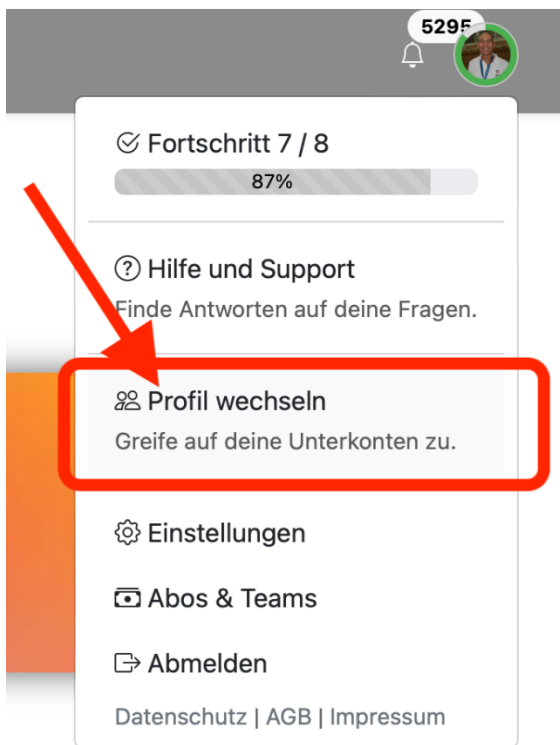 5295
Fortschritt 7 / 8
87%
Hilfe und Support
Finde Antworten auf deine Fragen.
Profil wechseln
Greife auf deine Unterkonten zu.
Einstellungen
Abos & Teams
Abmelden
Datenschutz | AGB | Impressum